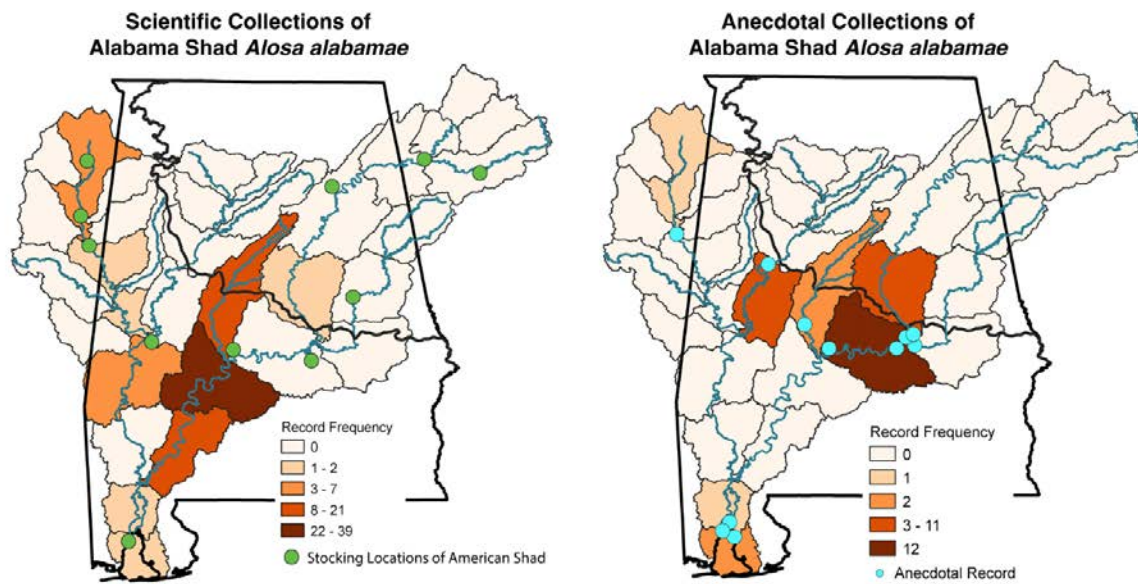 Scientific Collections of
Alabama Shad Alosa alabamae
Record Frequency
0
1 - 2
3 - 7
8 - 21
22 - 39
Stocking Locations of American Shad
Anecdotal Collections of
Alabama Shad Alosa alabamae
Record Frequency
0
1
2
3 - 11
12
Anecdotal Record